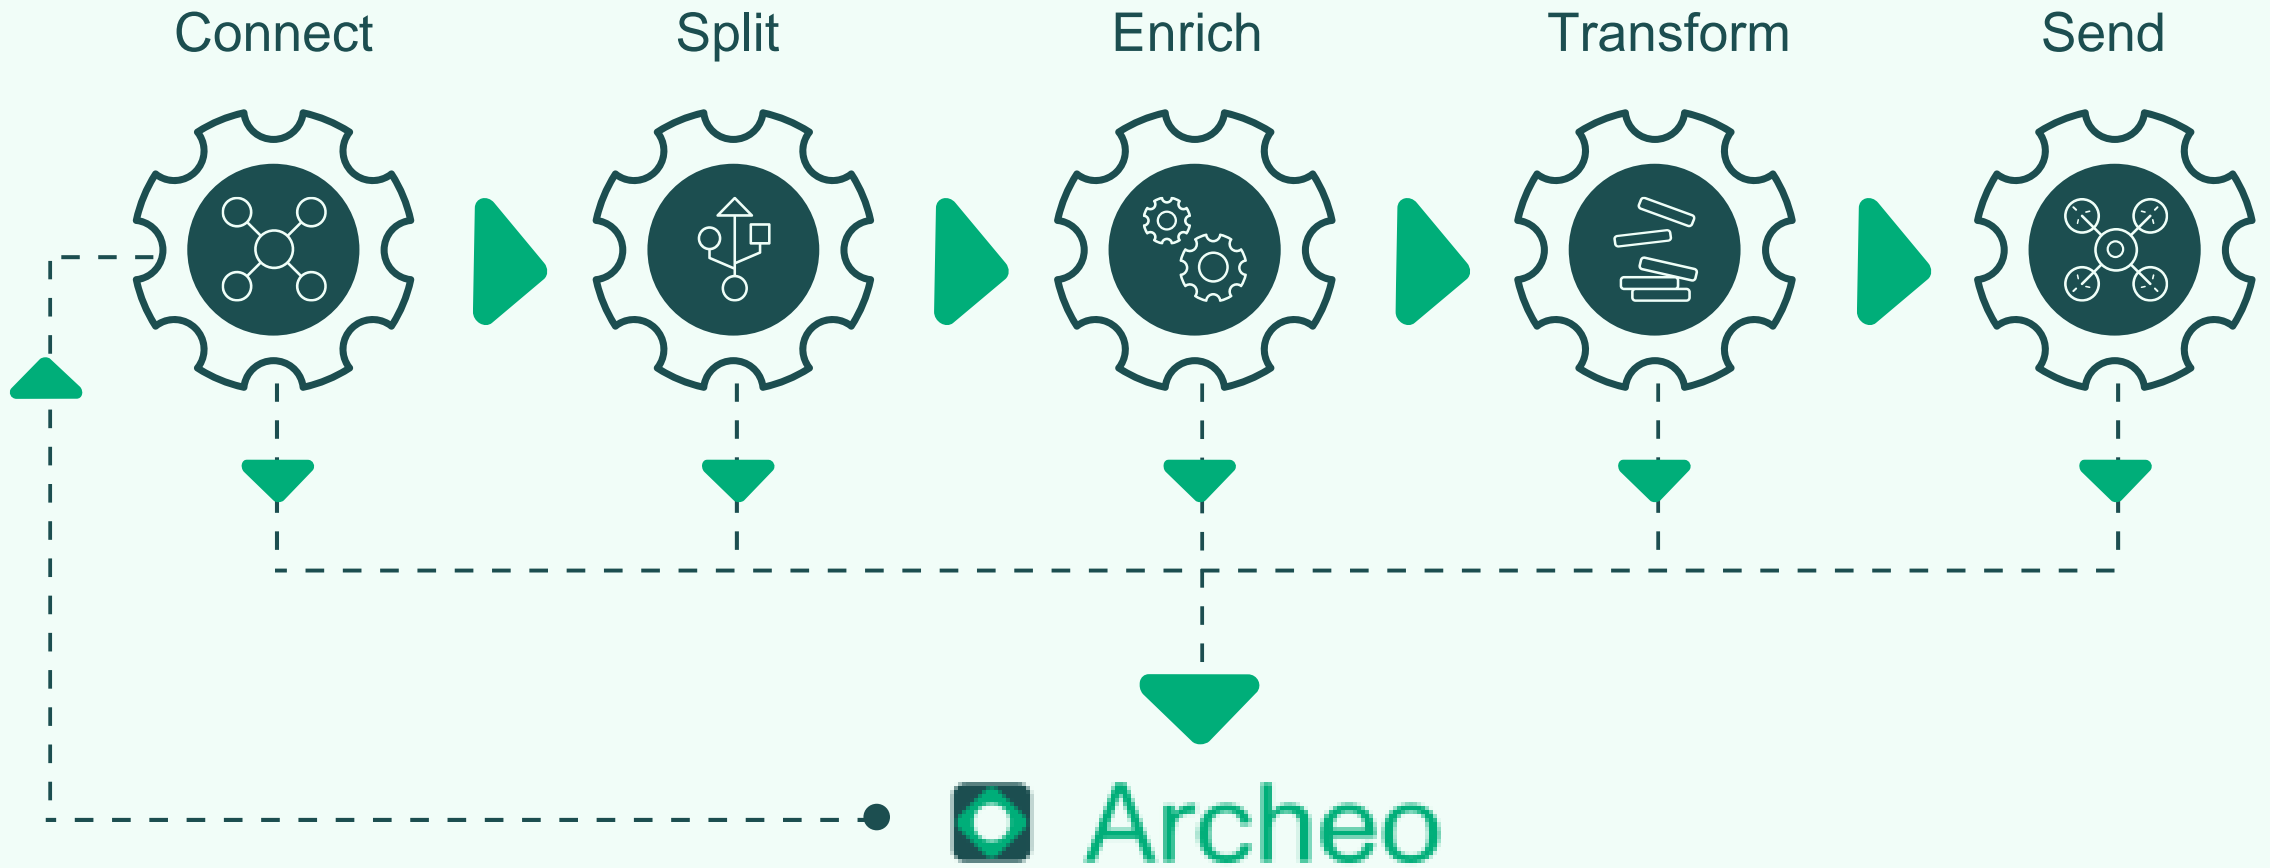 Connect
Split
Enrich
Transform
Send
Archeo